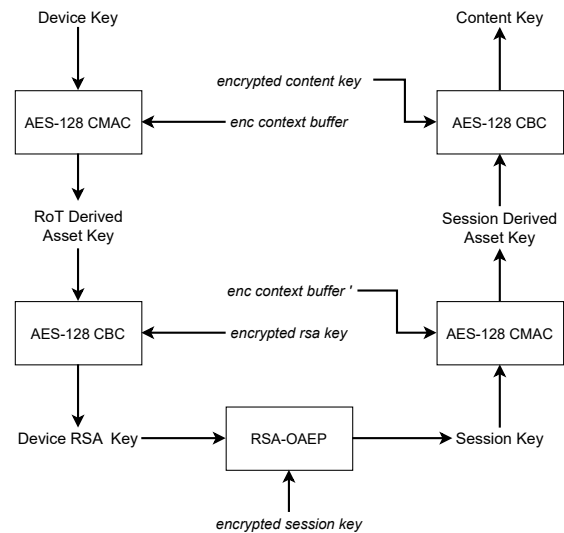 Device Key
Content Key
encrypted content key
AES-128 CMAC
enc context buffer
AES-128 CBC
RoT Derived
Asset Key
Session Derived
Asset Key
enc context buffer '
AES-128 CBC
encrypted rsa key
AES-128 CMAC
Device RSA Key
RSA-OAEP
Session Key
encrypted session key